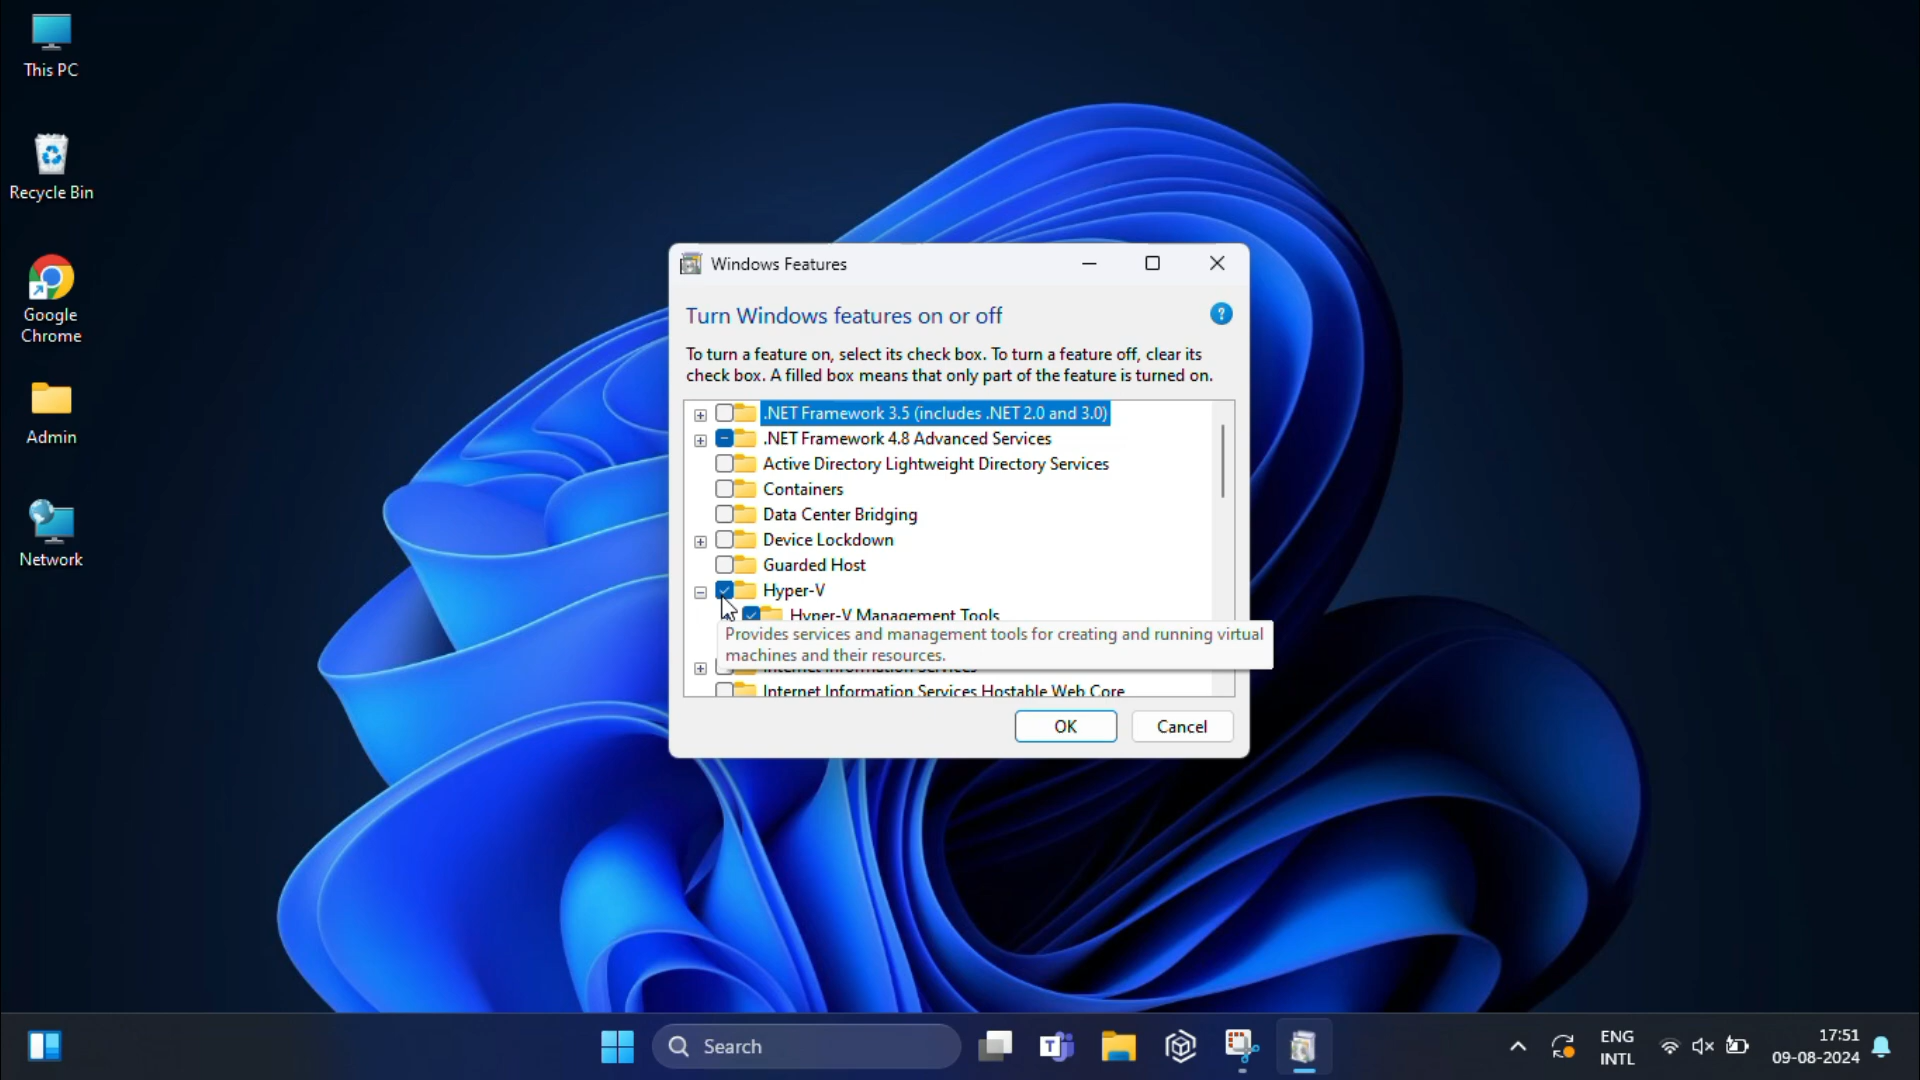 This PC
Recycle Bin
Google
Chrome
Admin
Network
Windows Features
Turn Windows features on or off
?
To turn a feature on, select its check box. To turn a feature off, clear its
check box. A filled box means that only part of the feature is turned on.
.NET Framework 3.5 (includes .NET 2.0 and 3.0)
.NET Framework 4.8 Advanced Services
Active Directory Lightweight Directory Services
Containers
Data Center Bridging
Device Lockdown
Guarded Host
Hyper-V
Hyper-V Management Tools
Provides services and management tools for creating and running virtual
machines and their resources.
Internet Information Services
Internet Information Services Hostable Web Core
OK
Cancel
Search
T
ENG
INTL
17:51
09-08-2024